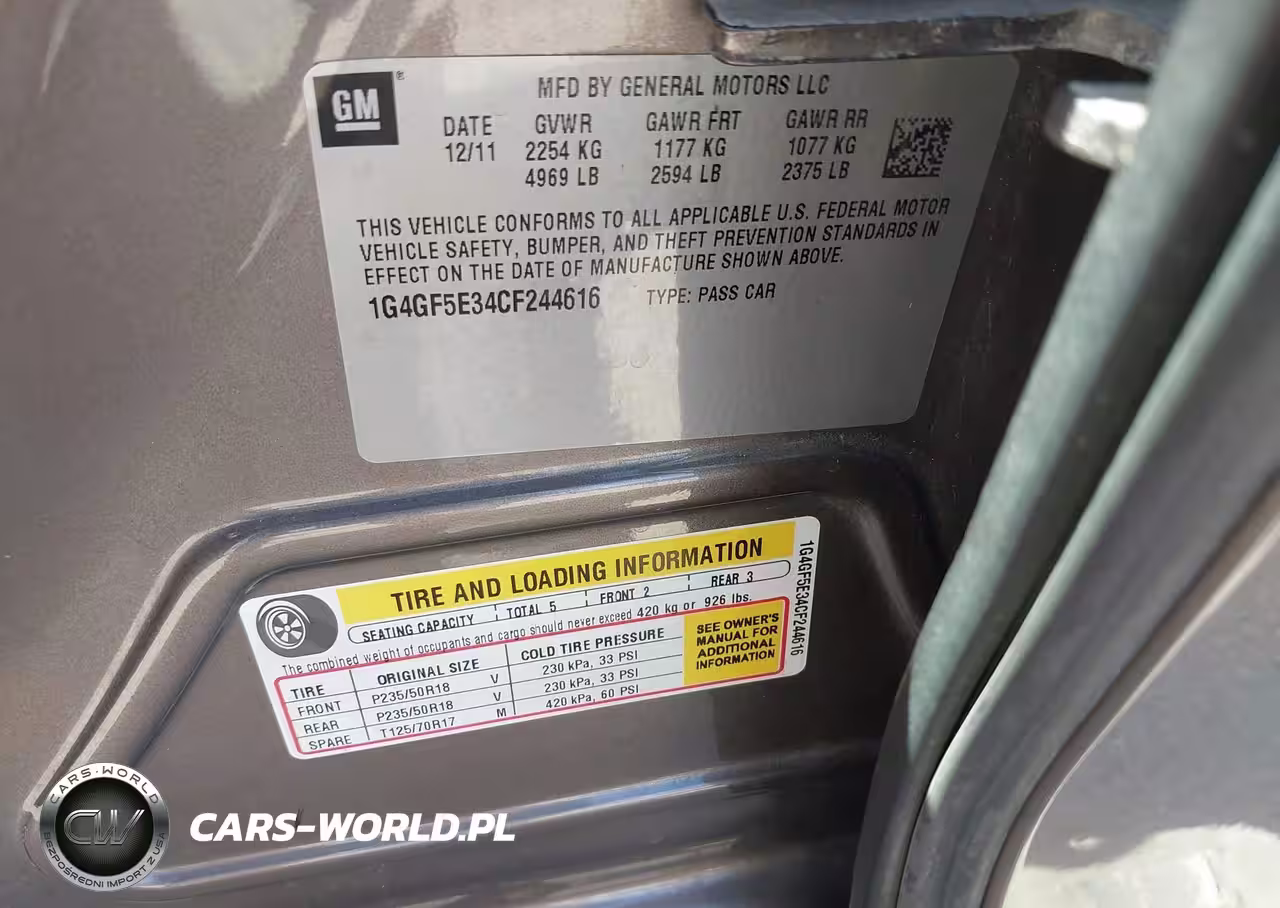 GM
®
MFD BY GENERAL MOTORS LLC
DATE GVWR GAWR FRT GAWR RR
12/11 2254 KG 1177 KG 1077 KG
4969 LB 2594 LB 2375 LB
THIS VEHICLE CONFORMS TO ALL APPLICABLE U.S. FEDERAL MOTOR
VEHICLE SAFETY, BUMPER, AND THEFT PREVENTION STANDARDS IN
EFFECT ON THE DATE OF MANUFACTURE SHOWN ABOVE.
1G4GF5E34CF244616 TYPE: PASS CAR
TIRE AND LOADING INFORMATION
SEATING CAPACITY TOTAL 5 FRONT 2 REAR 3
The combined weight of occupants and cargo should never exceed 420 kg or 926 lbs.
TIRE ORIGINAL SIZE COLD TIRE PRESSURE
FRONT P235/50R18 V 230 kPa, 33 PSI
REAR P235/50R18 V 230 kPa, 33 PSI
SPARE T125/70R17 M 420 kPa, 60 PSI
SEE OWNER'S
MANUAL FOR
ADDITIONAL
INFORMATION
1G4GF5E34CF244616
CARS-WORLD
CW
BEZPOŚREDNI IMPORT Z USA
CARS-WORLD.PL